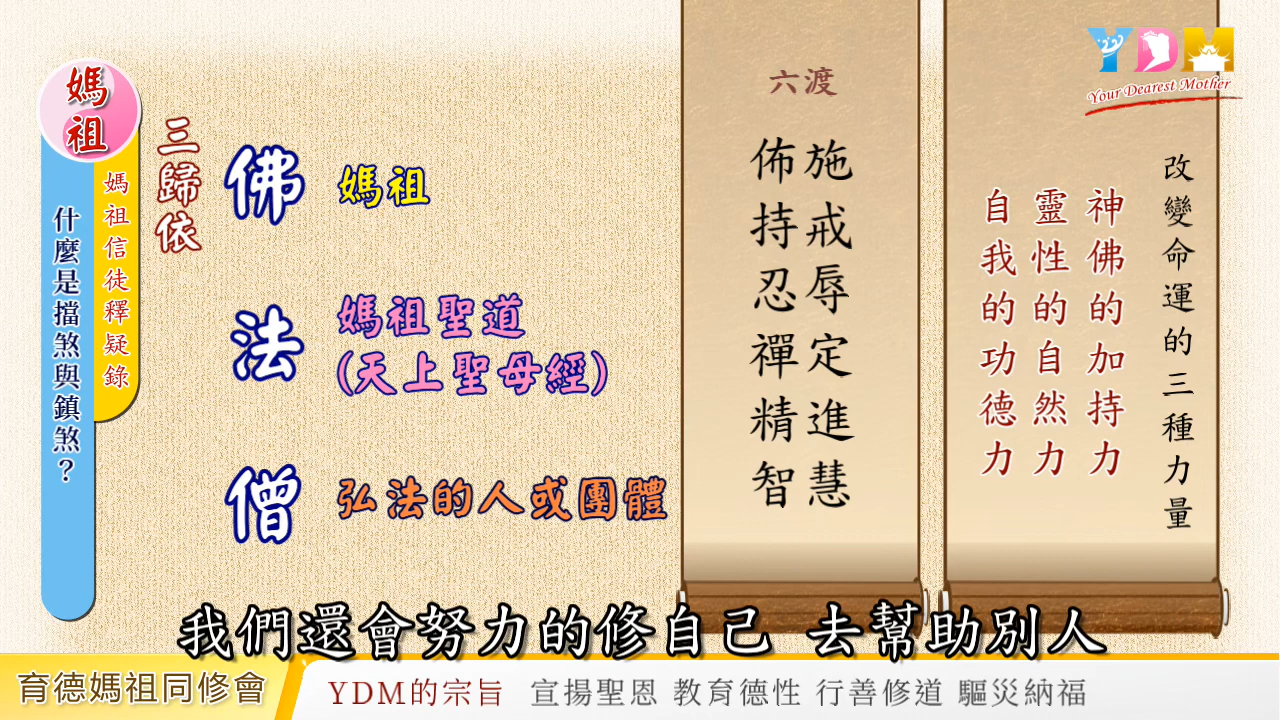 媽祖
媽祖信徒釋疑錄
什麼是擋煞與鎮煞？
三歸依
佛 媽祖
法 媽祖聖道
(天上聖母經)
僧 弘法的人或團體
六渡
佈施
持戒
忍辱
禪定
精進
智慧
YDM
Your Dearest Mother
改變命運的三種力量
神佛的加持力
靈性的自然力
自我的功德力
我們還會努力的修自己 去幫助別人
育德媽祖同修會
YDM的宗旨 宣揚聖恩 教育德性 行善修道 驅災納福